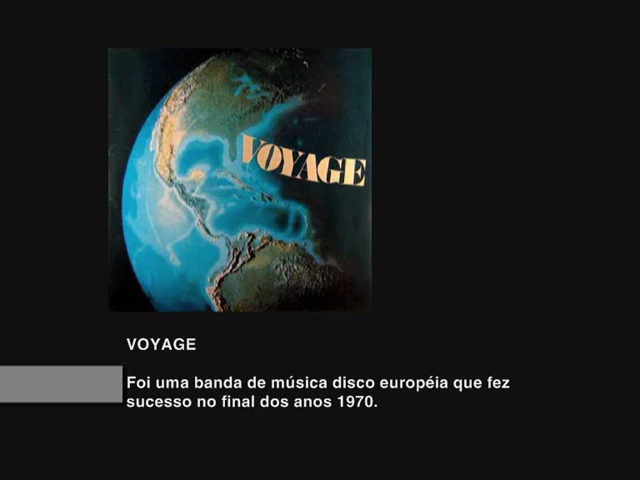 VOYAGE
VOYAGE
Foi uma banda de música disco européia que fez
sucesso no final dos anos 1970.